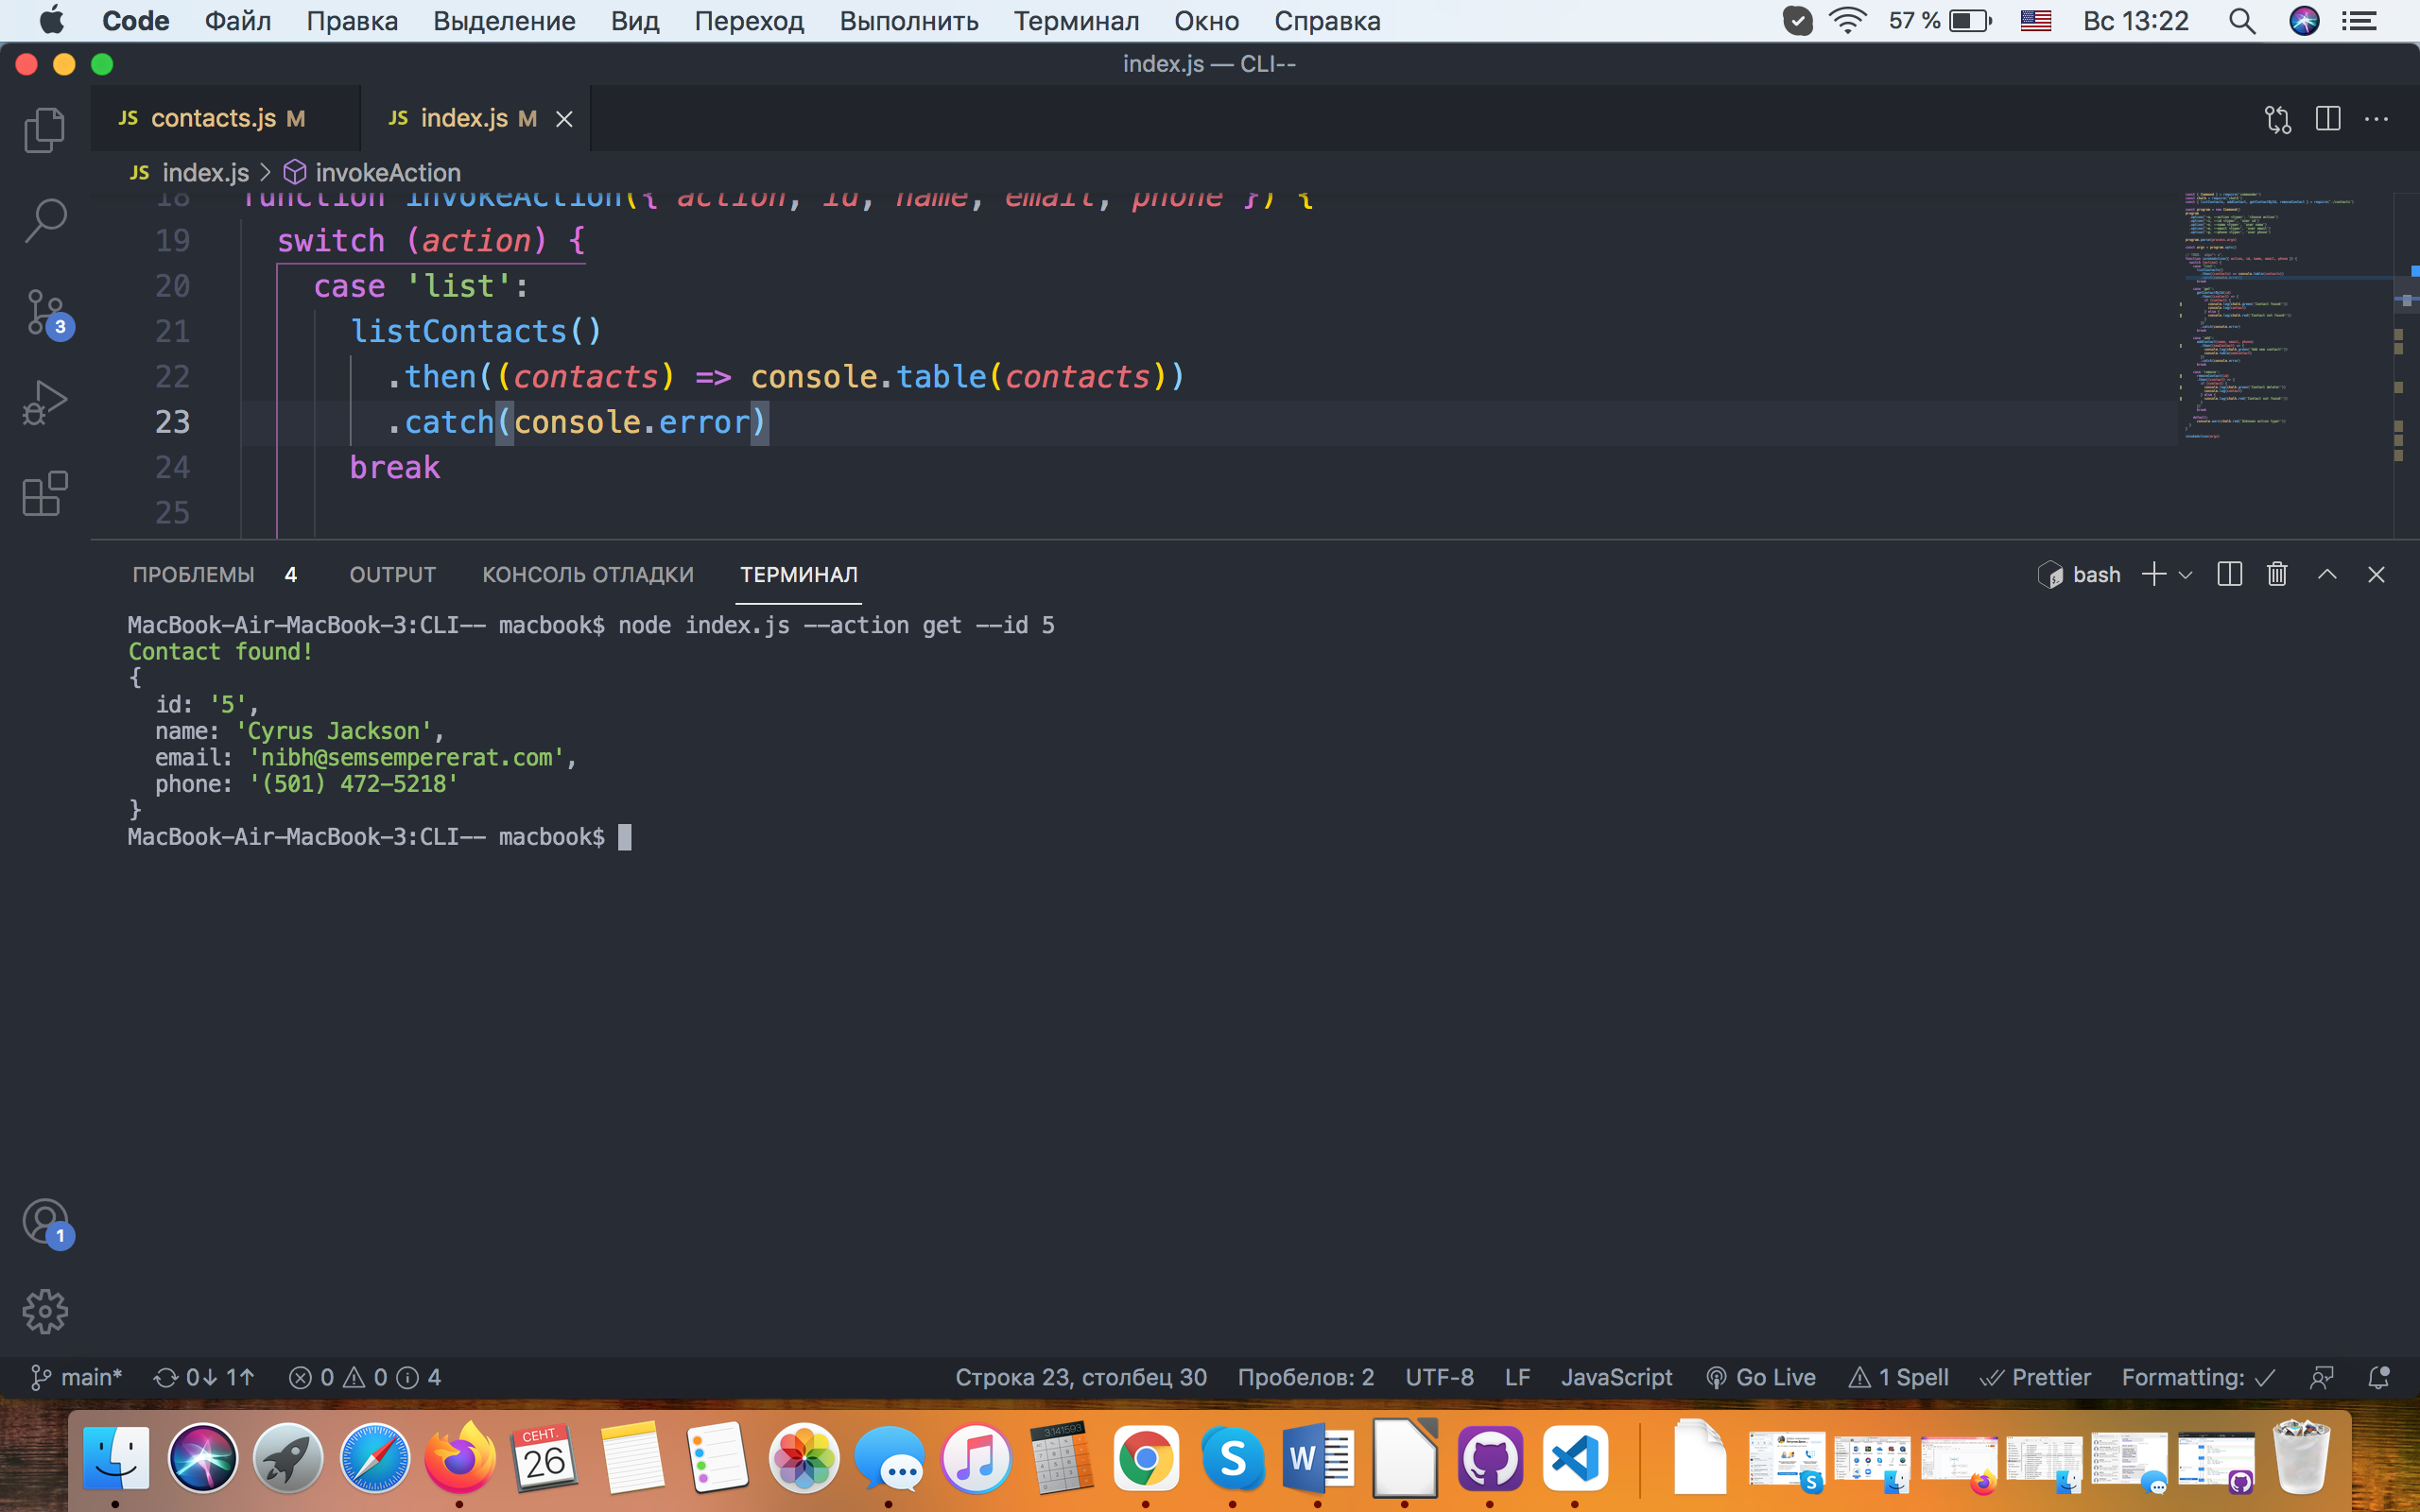 Code Файл Правка Выделение Вид Переход Выполнить Терминал Окно Справка 57 % Вс 13:22
index.js — CLI--
JS contacts.js M JS index.js M
JS index.js > invokeAction
18 function invokeAction({ action, id, name, email, phone }) {
19 switch (action) {
20 case 'list':
21 listContacts()
22 .then((contacts) => console.table(contacts))
23 .catch(console.error)
24 break
25
3
ПРОБЛЕМЫ 4 OUTPUT КОНСОЛЬ ОТЛАДКИ ТЕРМИНАЛ bash
MacBook-Air-MacBook-3:CLI-- macbook$ node index.js --action get --id 5
Contact found!
{
id: '5',
name: 'Cyrus Jackson',
email: 'nibh@semsempererat.com',
phone: '(501) 472-5218'
}
MacBook-Air-MacBook-3:CLI-- macbook$
1
main* 0↓ 1↑ 0 0 4 Строка 23, столбец 30 Пробелов: 2 UTF-8 LF JavaScript Go Live 1 Spell Prettier Formatting: ✓
СЕНТ.
26
3.141593
S
W
S